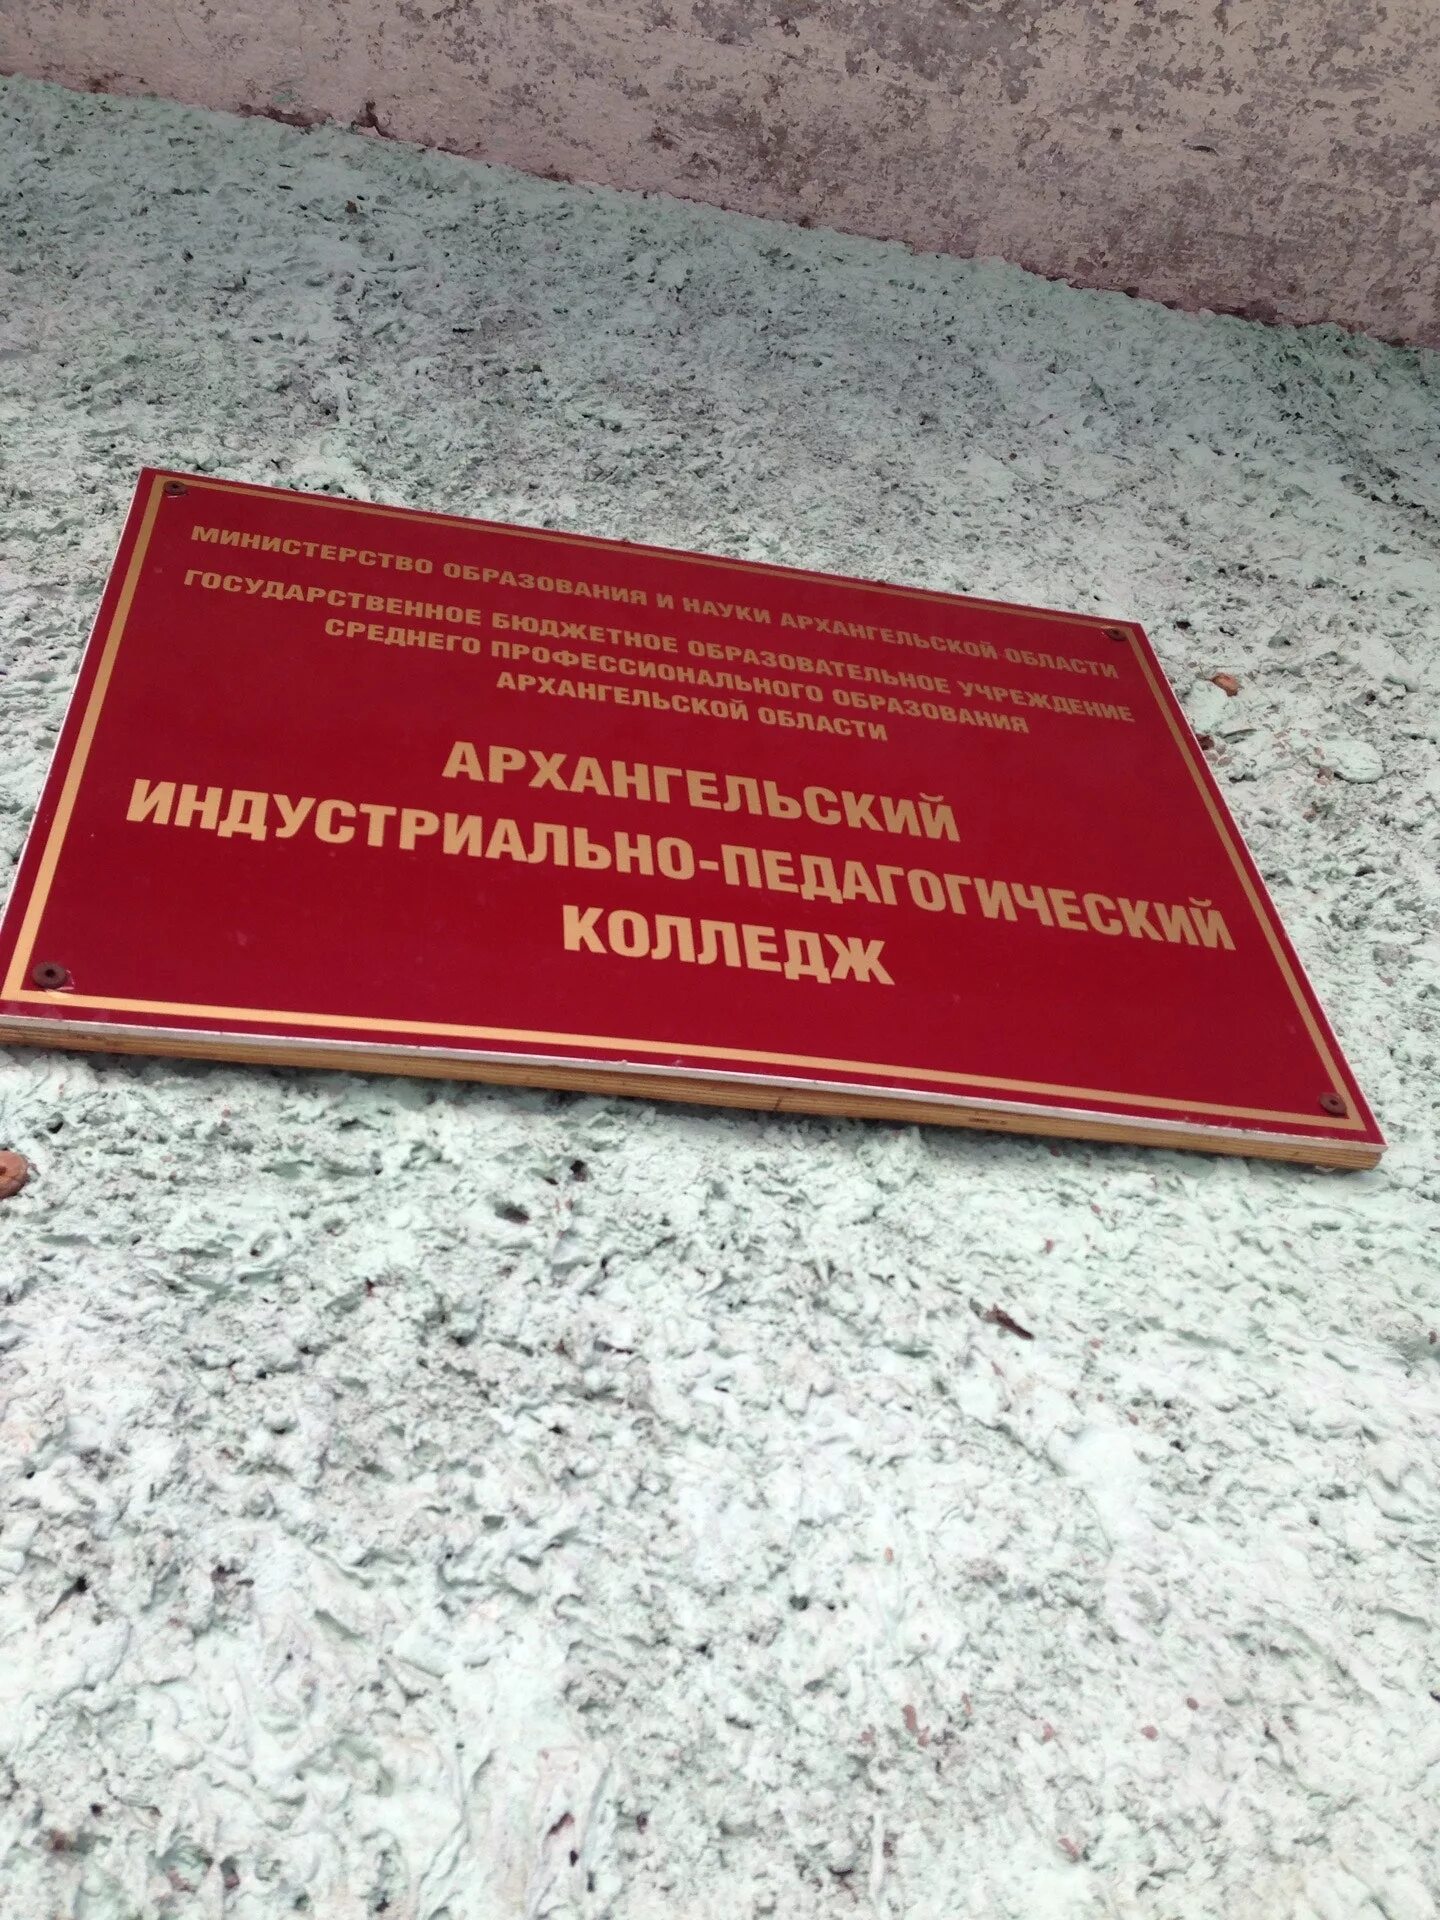 МИНИСТЕРСТВО ОБРАЗОВАНИЯ И НАУКИ АРХАНГЕЛЬСКОЙ ОБЛАСТИ
ГОСУДАРСТВЕННОЕ БЮДЖЕТНОЕ ОБРАЗОВАТЕЛЬНОЕ УЧРЕЖДЕНИЕ
СРЕДНЕГО ПРОФЕССИОНАЛЬНОГО ОБРАЗОВАНИЯ
АРХАНГЕЛЬСКОЙ ОБЛАСТИ
АРХАНГЕЛЬСКИЙ
ИНДУСТРИАЛЬНО-ПЕДАГОГИЧЕСКИЙ
КОЛЛЕДЖ